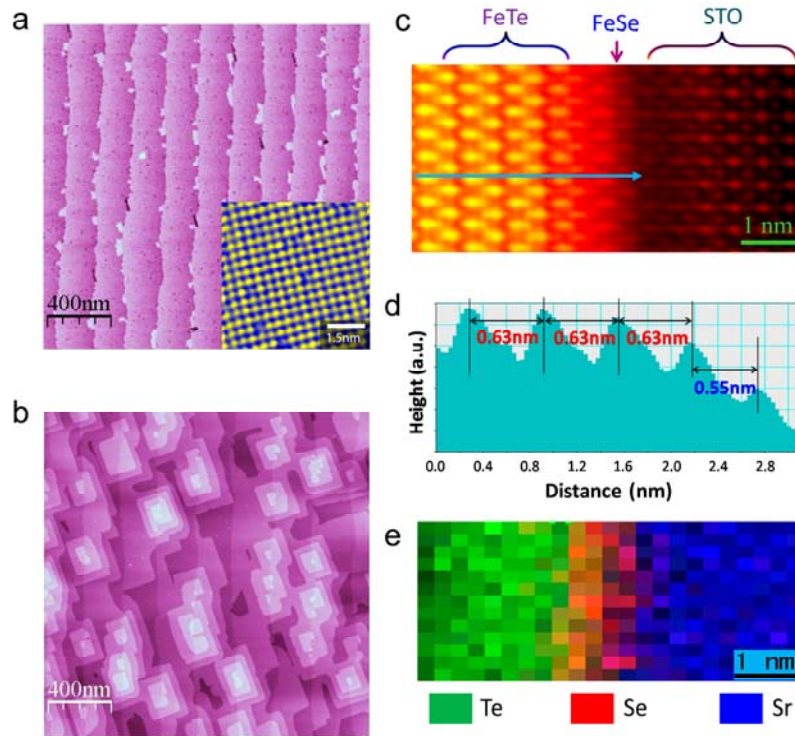 a
400nm
1.5nm
b
400nm
c
FeTe
FeSe
STO
1 nm
d
Height (a.u.)
0.63nm
0.63nm
0.63nm
0.55nm
0.0 0.4 0.8 1.2 1.6 2.0 2.4 2.8
Distance (nm)
e
1 nm
Te
Se
Sr